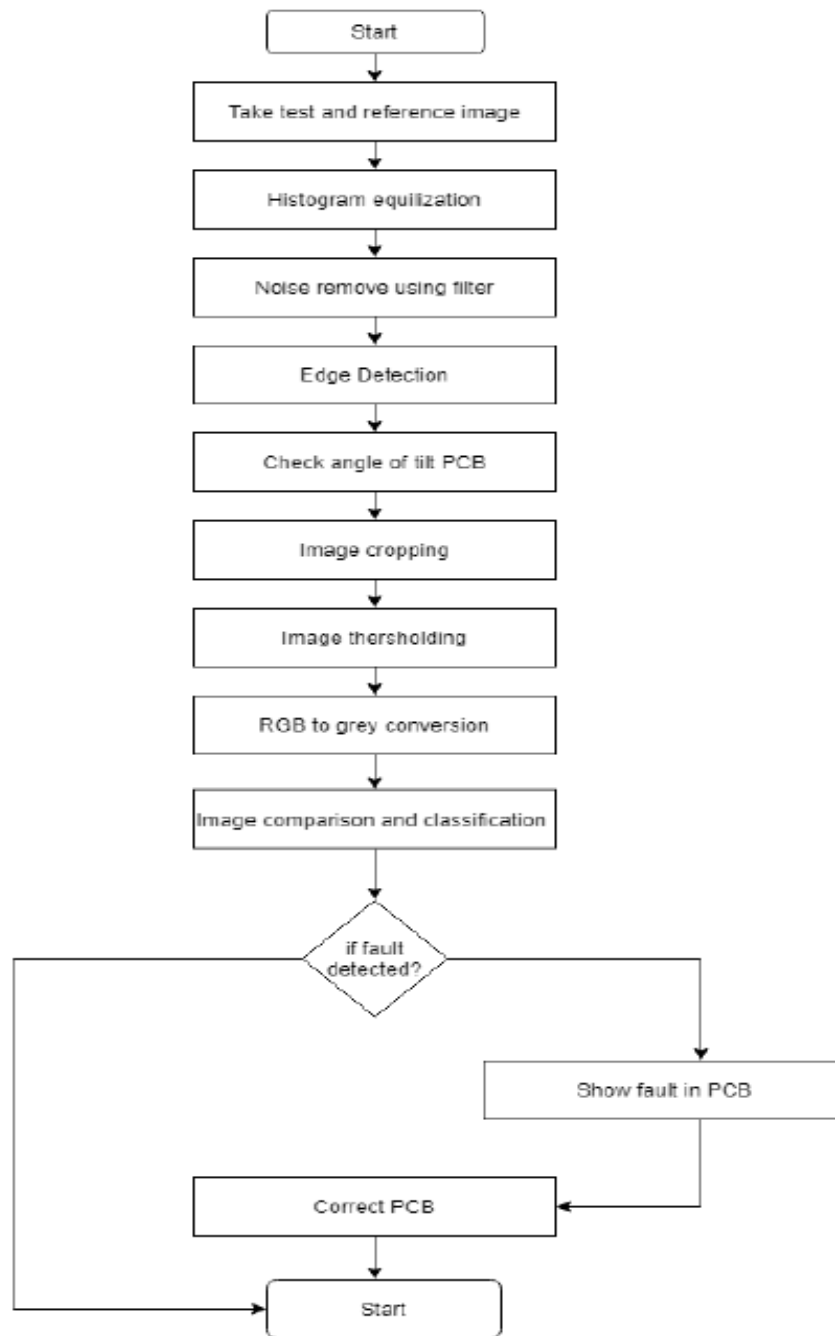 Start
Take test and reference image
Histogram equilization
Noise remove using filter
Edge Detection
Check angle of tilt PCB
Image cropping
Image thersholding
RGB to grey conversion
Image comparison and classification
if fault
detected?
Show fault in PCB
Correct PCB
Start